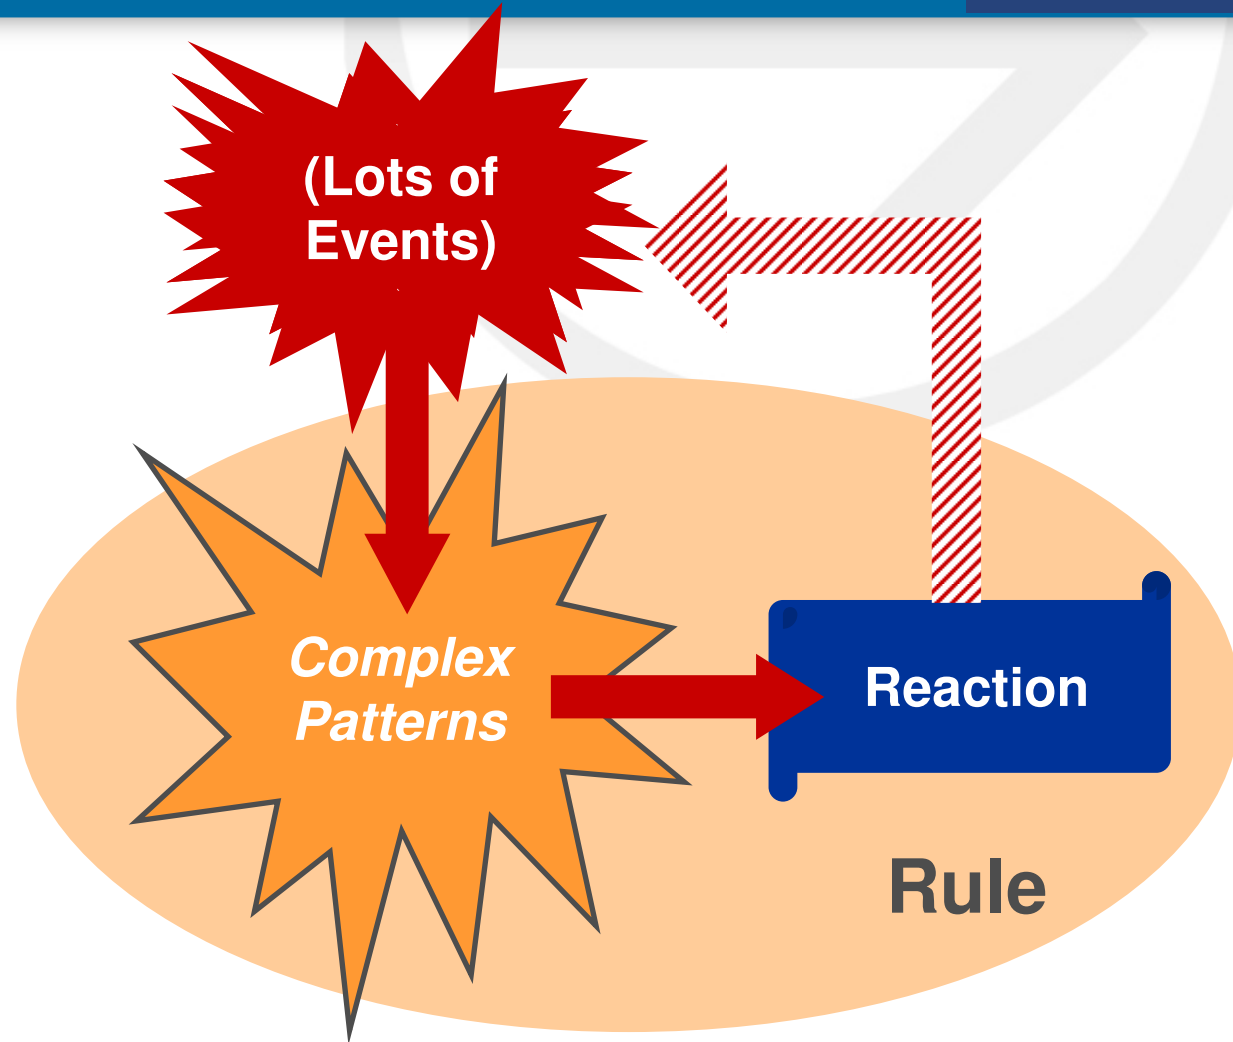 (Lots of
Events)
Complex
Patterns
Reaction
Rule